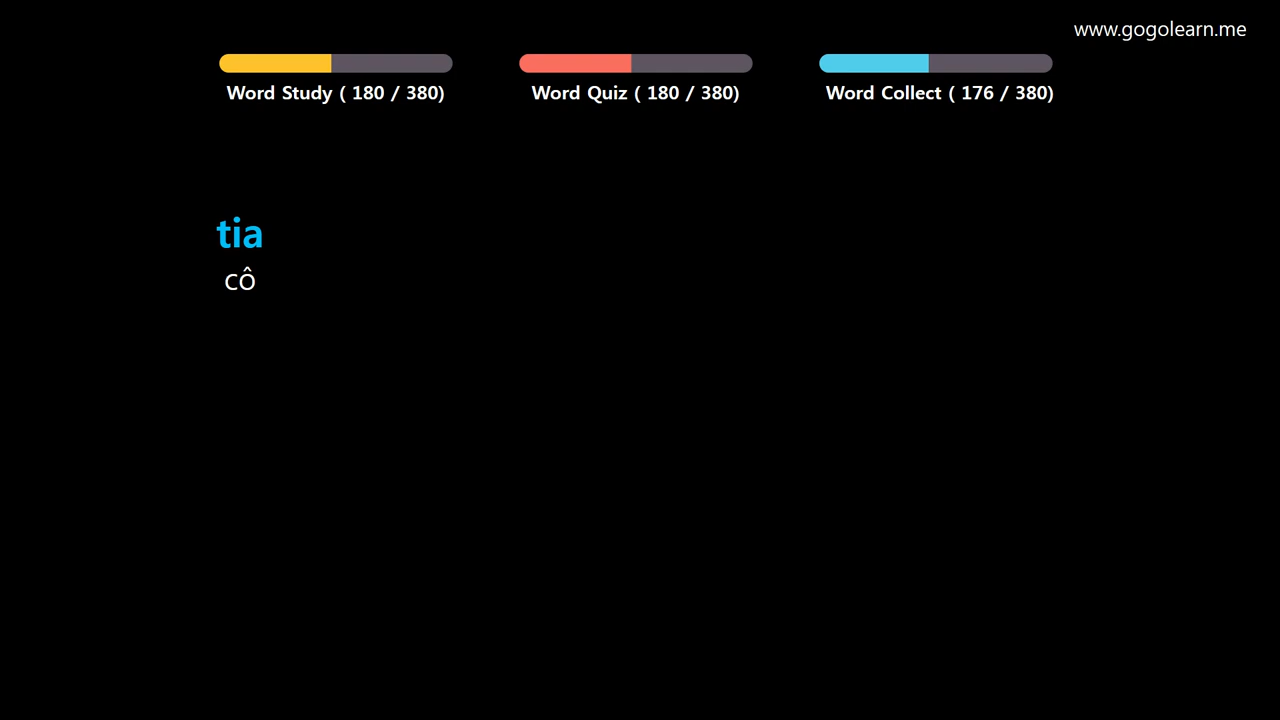 www.gogolearn.me
Word Study ( 180 / 380)
Word Quiz ( 180 / 380)
Word Collect ( 176 / 380)
tia
cô